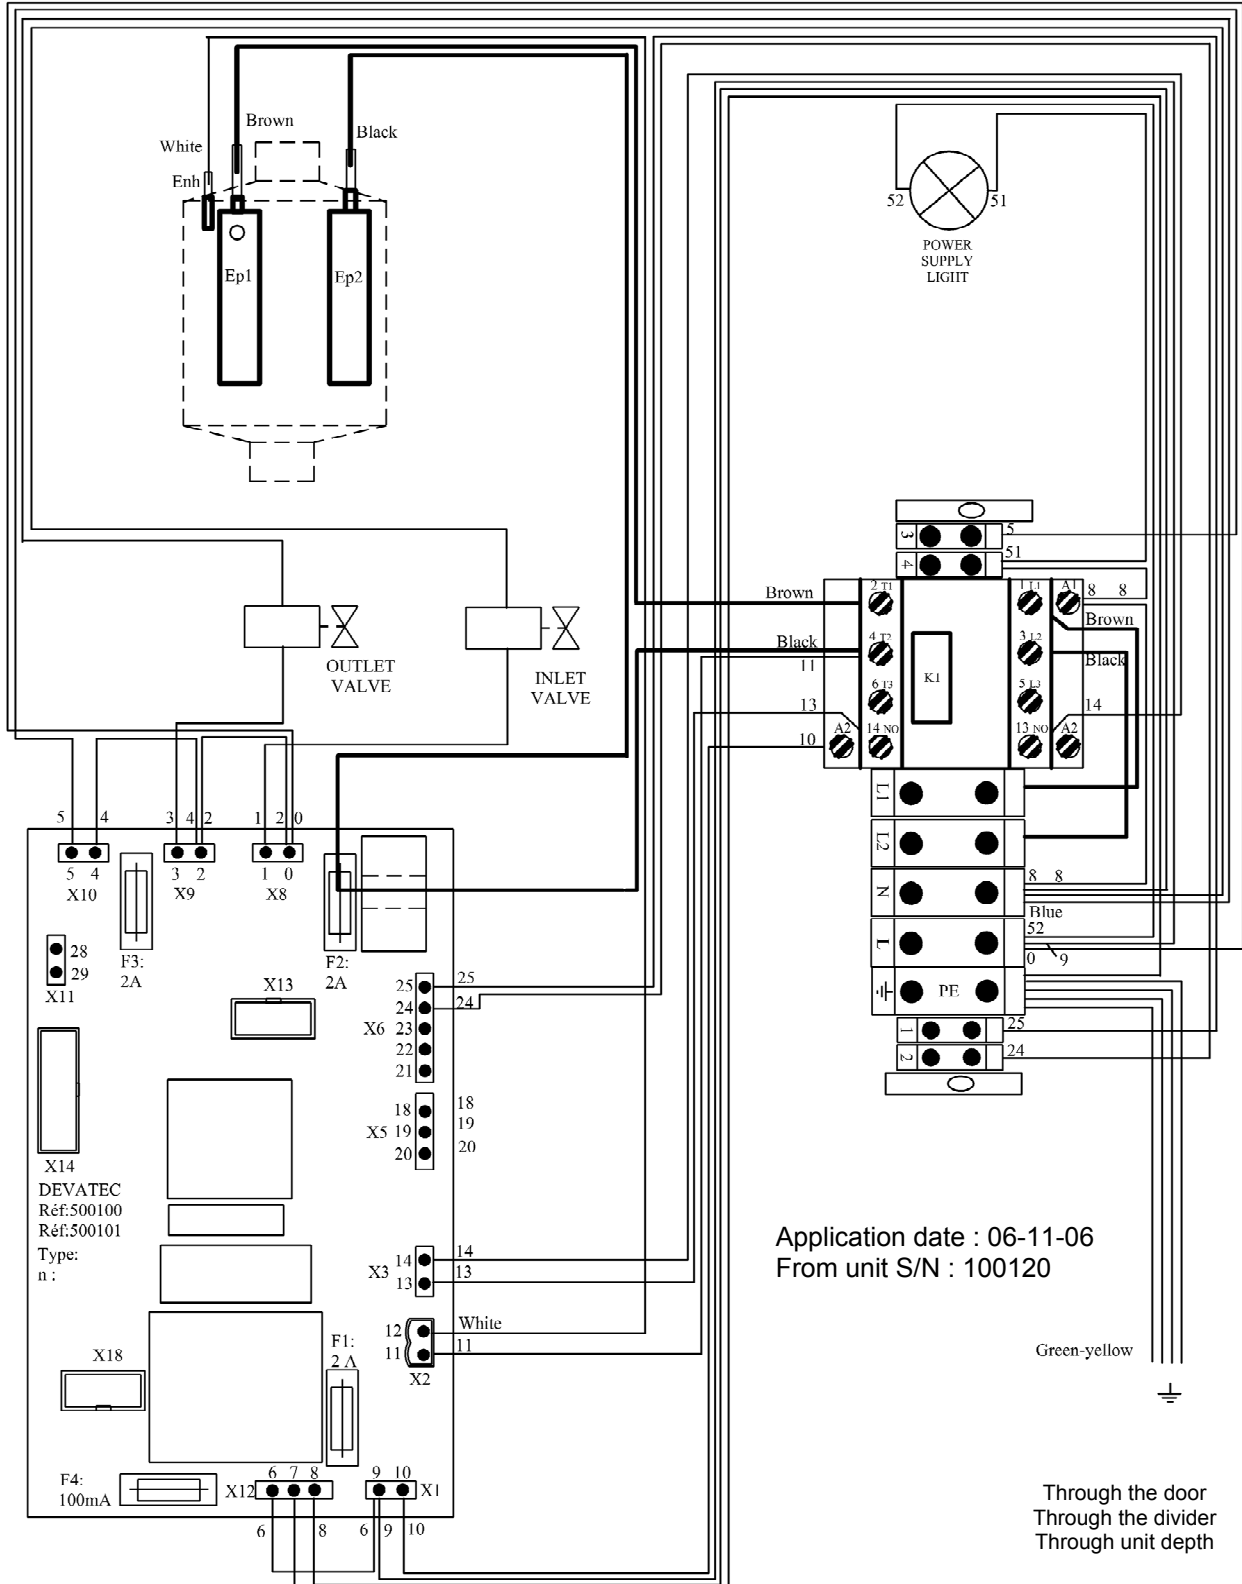 Brown
White
Black
Enh
Ep1
Ep2
52
51
POWER
SUPPLY
LIGHT
OUTLET
VALVE
INLET
VALVE
3
5
4
51
Brown
2 T1
1 L1
A1
8 8
Brown
Black
4 T2
3 L2
Black
11
K1
6 T3
5 L3
13
14
10
A2
14 NO
13 NO
A2
L1
L2
N
8 8
Blue
L
52
0
9
PE
1
25
2
24
5
4
3
4
2
1
2
0
5
4
3
2
1
0
X10
X9
X8
F3:
2A
F2:
2A
28
29
X11
X13
25
25
24
24
X6
23
22
21
18
18
X5
19
19
20
20
X14
DEVATEC
Réf:500100
Réf:500101
Type:
n :
14
14
X3
13
13
12
White
11
11
X2
X18
F1:
2 A
F4:
100mA
X12
6
7
8
9
10
X1
6
8
6
9
10
Application date : 06-11-06
From unit S/N : 100120
Green-yellow
Through the door
Through the divider
Through unit depth